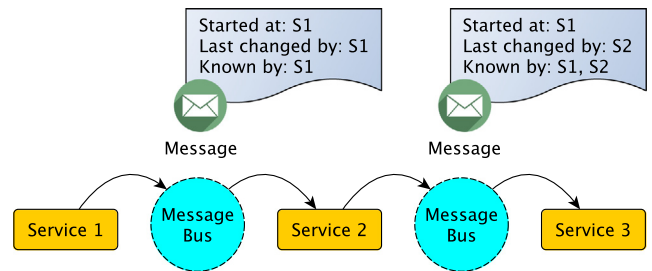 Started at: S1
Last changed by: S1
Known by: S1
Started at: S1
Last changed by: S2
Known by: S1, S2
Message
Message
Service 1
Message
Bus
Service 2
Message
Bus
Service 3